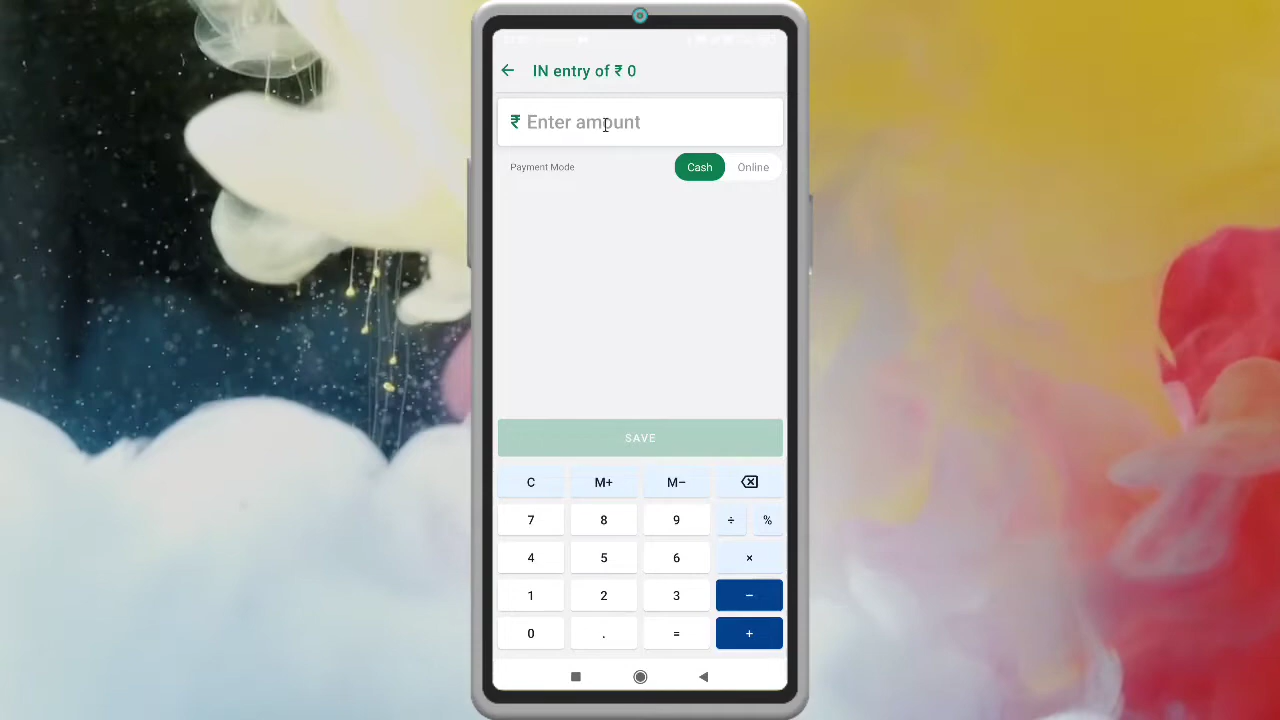 IN entry of ₹ 0
₹ Enter amount
Payment Mode Cash Online
SAVE
C M+ M−
7 8 9 ÷ %
4 5 6 ×
1 2 3 −
0 . = +